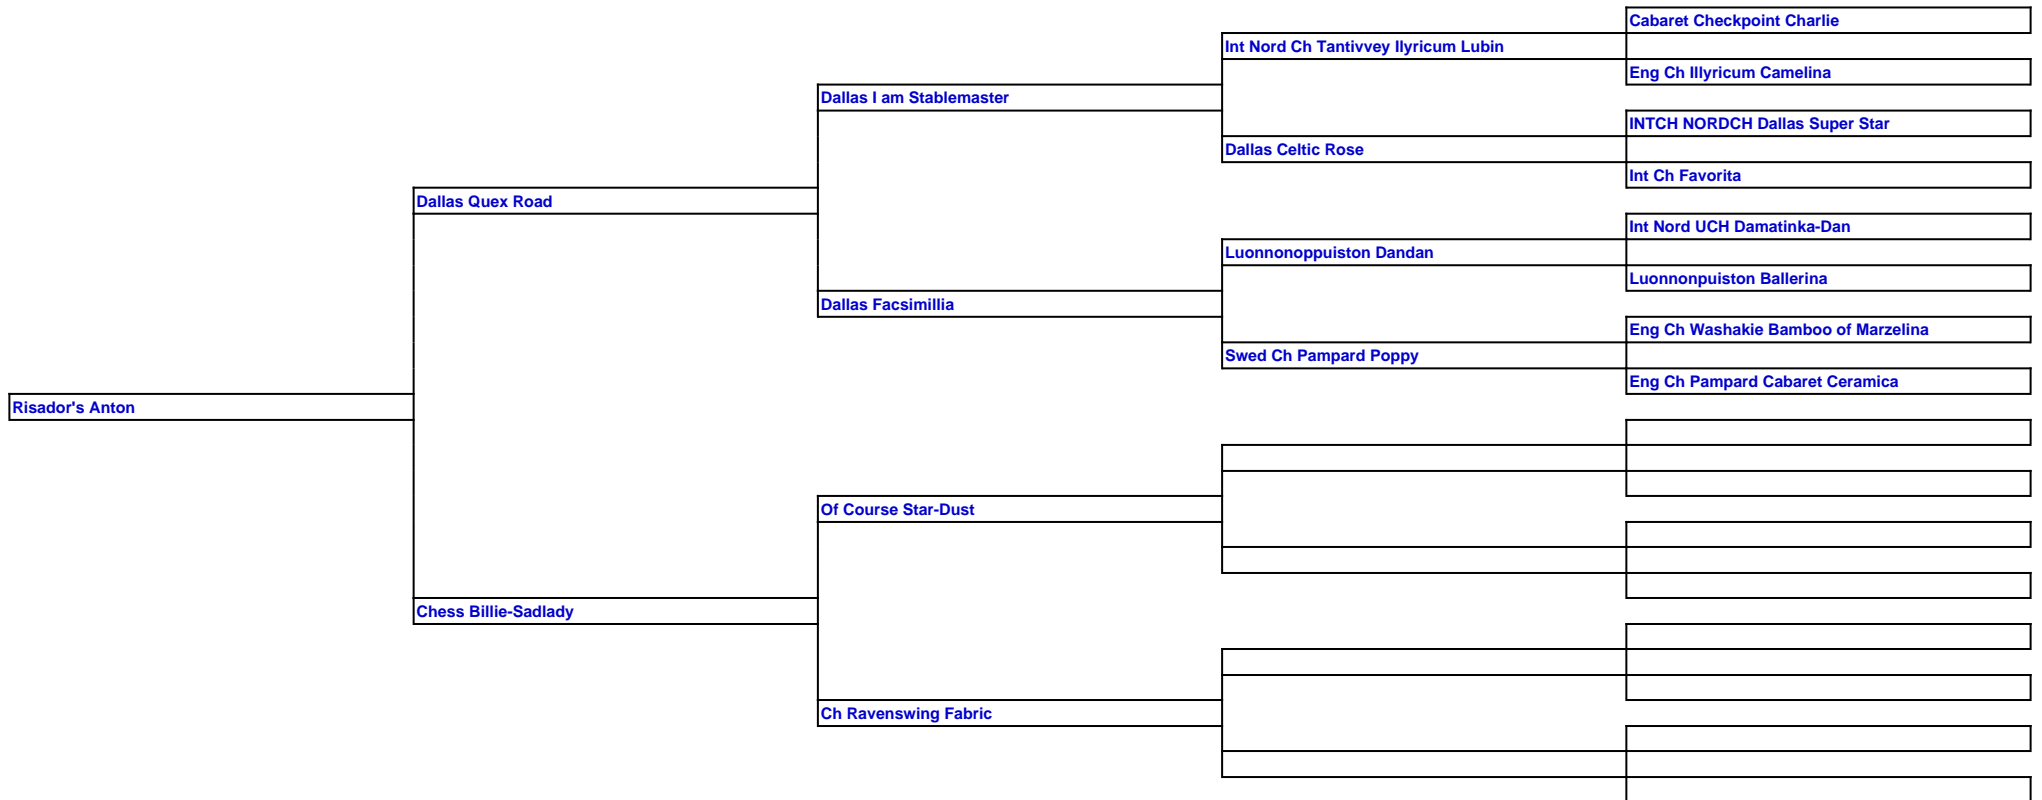 Cabaret Checkpoint Charlie
Int Nord Ch Tantivvey Ilyricum Lubin
Eng Ch Illyricum Camelina
Dallas I am Stablemaster
INTCH NORDCH Dallas Super Star
Dallas Celtic Rose
Int Ch Favorita
Dallas Quex Road
Int Nord UCH Damatinka-Dan
Luonnonoppuiston Dandan
Luonnonpuiston Ballerina
Dallas Facsimillia
Eng Ch Washakie Bamboo of Marzelina
Swed Ch Pampard Poppy
Eng Ch Pampard Cabaret Ceramica
Risador's Anton
Of Course Star-Dust
Chess Billie-Sadlady
Ch Ravenswing Fabric